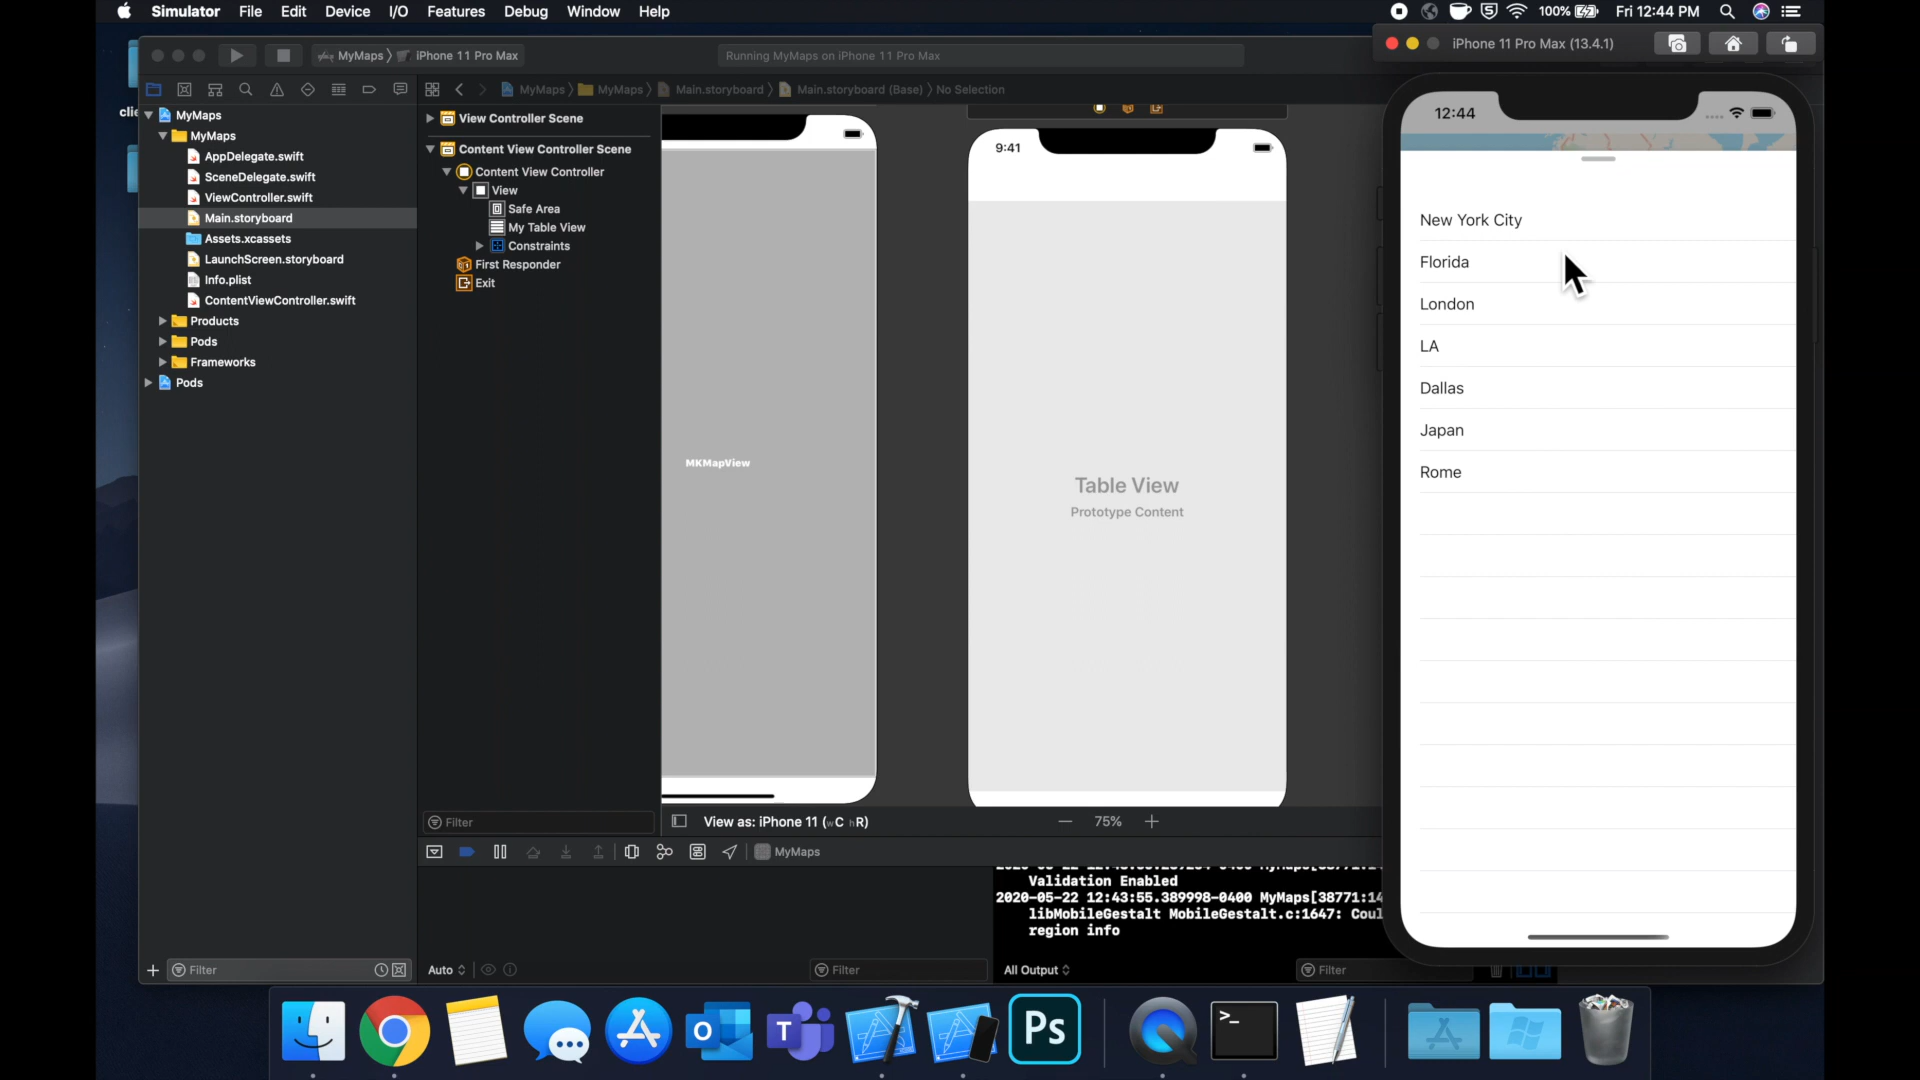 Simulator File Edit Device I/O Features Debug Window Help
100% Fri 12:44 PM
MyMaps iPhone 11 Pro Max
Running MyMaps on iPhone 11 Pro Max
iPhone 11 Pro Max (13.4.1)
MyMaps MyMaps Main.storyboard Main.storyboard (Base) No Selection
clie
MyMaps
MyMaps
AppDelegate.swift
SceneDelegate.swift
ViewController.swift
Main.storyboard
Assets.xcassets
LaunchScreen.storyboard
Info.plist
ContentViewController.swift
Products
Pods
Frameworks
Pods
View Controller Scene
Content View Controller Scene
Content View Controller
View
Safe Area
My Table View
Constraints
First Responder
Exit
MKMapView
9:41
Table View
Prototype Content
12:44
New York City
Florida
London
LA
Dallas
Japan
Rome
Filter
View as: iPhone 11 (wC hR)
75%
MyMaps
Validation Enabled
2020-05-22 12:43:55.389998-0400 MyMaps[38771:14
libMobileGestalt MobileGestalt.c:1647: Coul
region info
Filter
Auto
Filter
All Output
Filter
T
Ps
>_